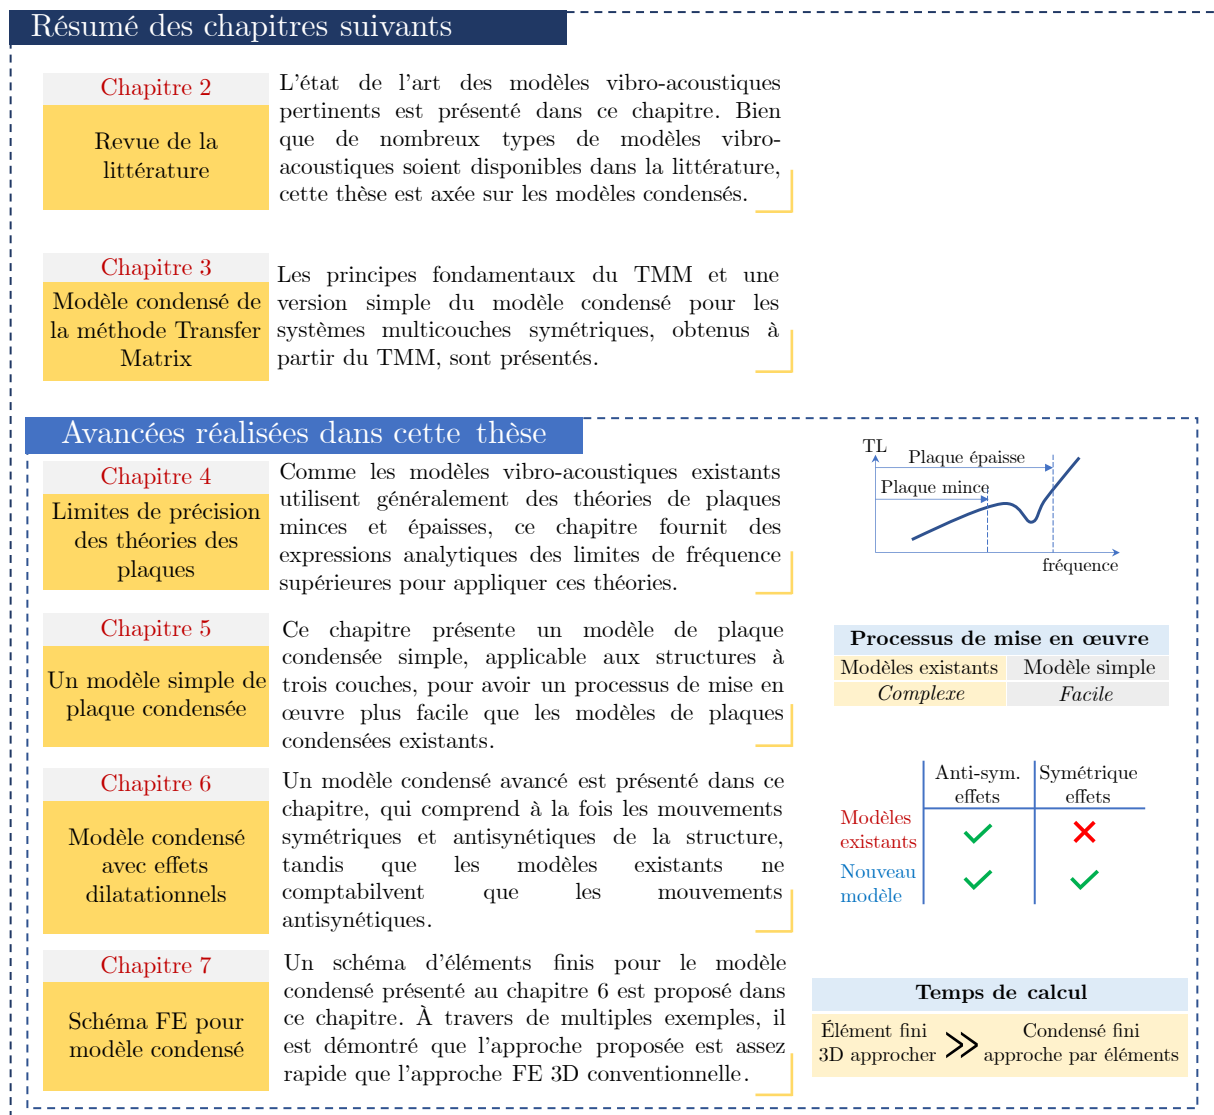 Résumé des chapitres suivants
Chapitre 2
Revue de la
littérature
L'état de l'art des modèles vibro-acoustiques
pertinents est présenté dans ce chapitre. Bien
que de nombreux types de modèles vibro-
acoustiques soient disponibles dans la littérature,
cette thèse est axée sur les modèles condensés.
Chapitre 3
Modèle condensé de
la méthode Transfer
Matrix
Les principes fondamentaux du TMM et une
version simple du modèle condensé pour les
systèmes multicouches symétriques, obtenus à
partir du TMM, sont présentés.
Avancées réalisées dans cette thèse
Chapitre 4
Limites de précision
des théories des
plaques
Comme les modèles vibro-acoustiques existants
utilisent généralement des théories de plaques
minces et épaisses, ce chapitre fournit des
expressions analytiques des limites de fréquence
supérieures pour appliquer ces théories.
TL
Plaque épaisse
Plaque mince
fréquence
Chapitre 5
Un modèle simple de
plaque condensée
Ce chapitre présente un modèle de plaque
condensée simple, applicable aux structures à
trois couches, pour avoir un processus de mise en
œuvre plus facile que les modèles de plaques
condensées existants.
Processus de mise en œuvre
Modèles existants Modèle simple
Complexe Facile
Chapitre 6
Modèle condensé
avec effets
dilatationnels
Un modèle condensé avancé est présenté dans ce
chapitre, qui comprend à la fois les mouvements
symétriques et antisynétiques de la structure,
tandis que les modèles existants ne
comptabilvent que les mouvements
antisynétiques.
Anti-sym. Symétrique
effets effets
Modèles
existants
Nouveau
modèle
Chapitre 7
Schéma FE pour
modèle condensé
Un schéma d'éléments finis pour le modèle
condensé présenté au chapitre 6 est proposé dans
ce chapitre. À travers de multiples exemples, il
est démontré que l'approche proposée est assez
rapide que l'approche FE 3D conventionnelle.
Temps de calcul
Élément fini Condensé fini
3D approcher >> approche par éléments